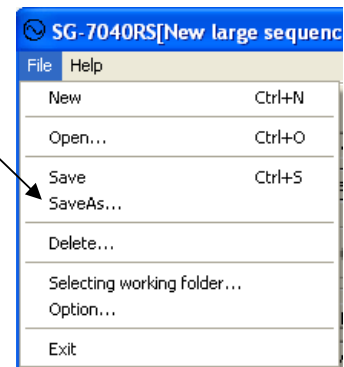 SG-7040RS[New large sequenc
File Help
New Ctrl+N
Open... Ctrl+O
Save Ctrl+S
SaveAs...
Delete...
Selecting working folder...
Option...
Exit